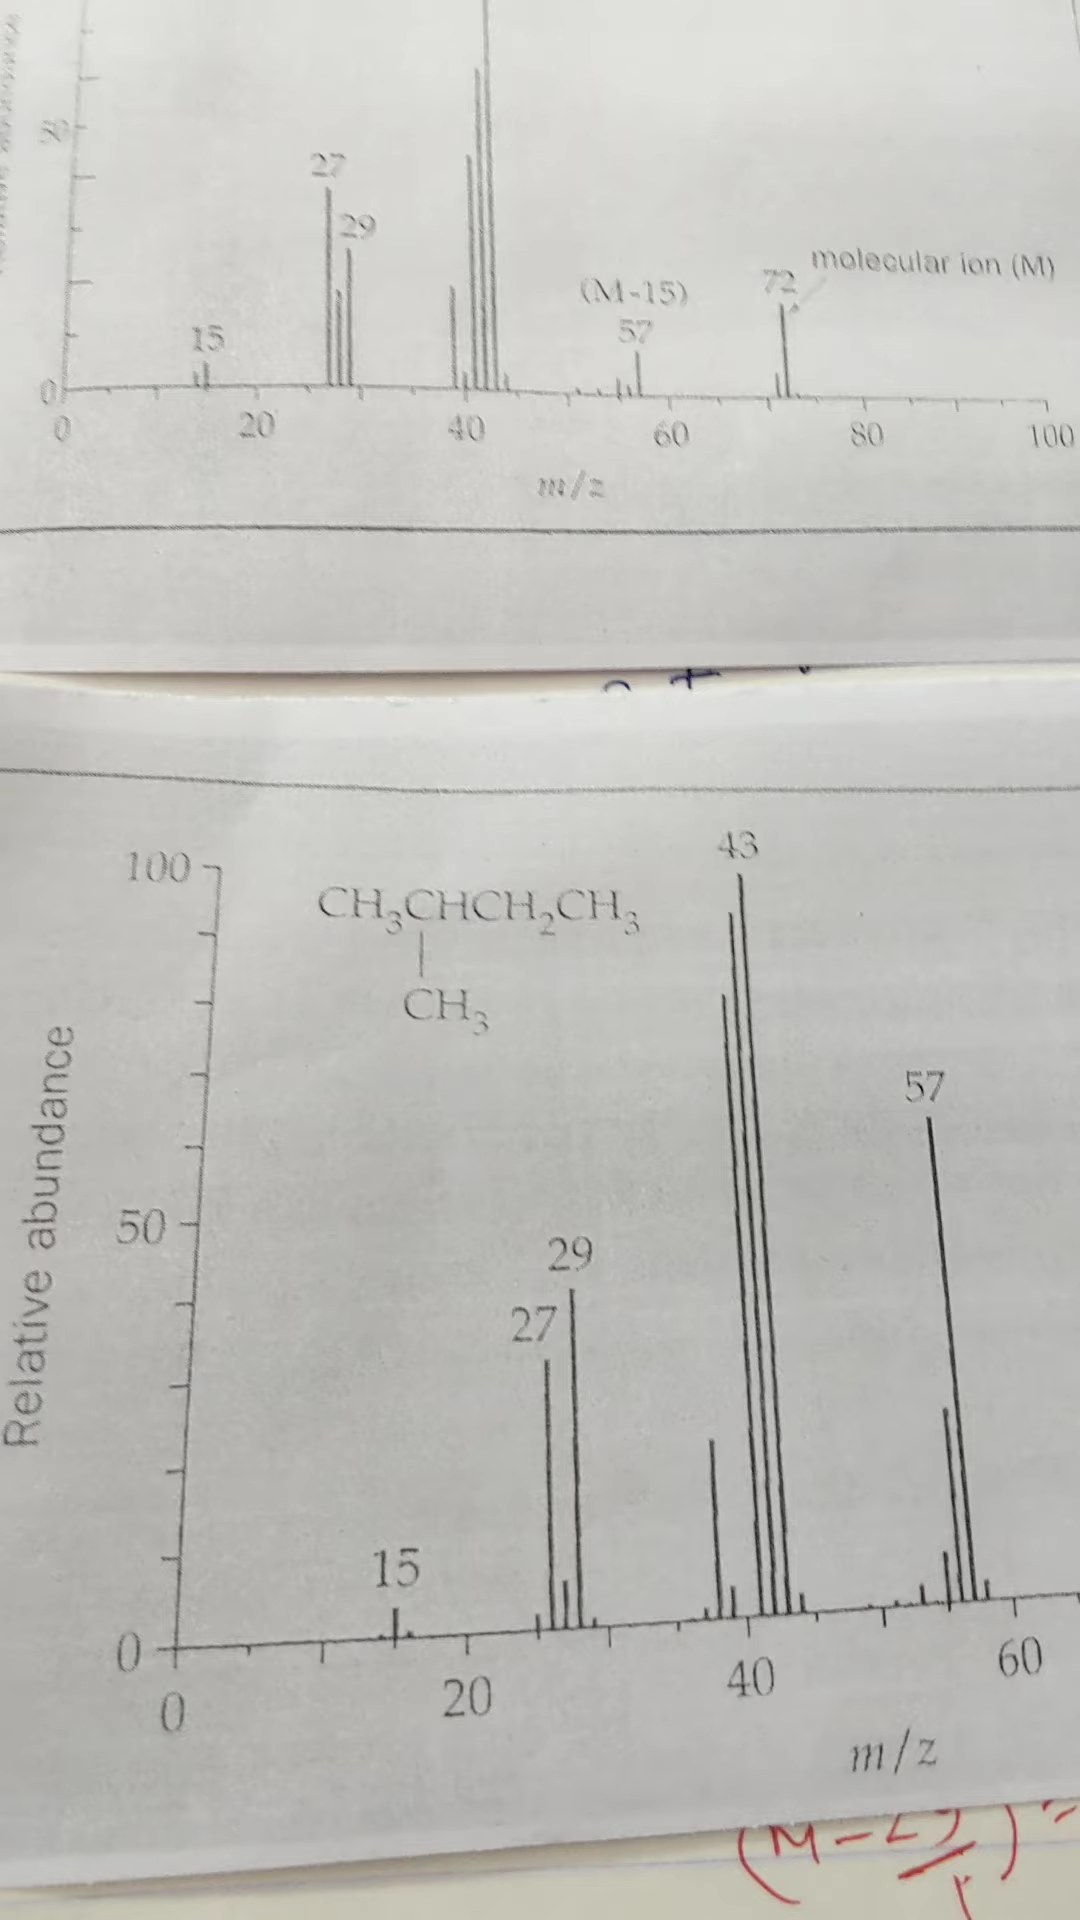 50
27
29
15
(M-15)
57
72
molecular ion (M)
0
0 20 40 60 80 100
m/z
100
50
0
Relative abundance
CH₃CHCH₂CH₃
|
CH₃
43
57
29
27
15
0 20 40 60
m/z